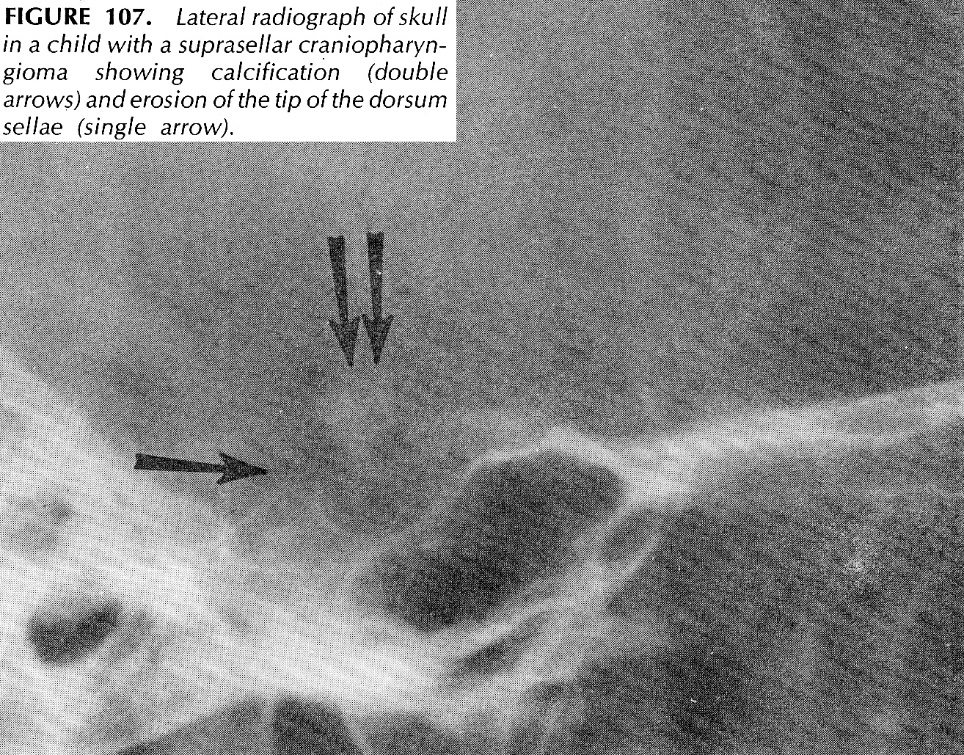 FIGURE 107. Lateral radiograph of skull
in a child with a suprasellar craniopharyn-
gioma showing calcification (double
arrows) and erosion of the tip of the dorsum
sellae (single arrow).